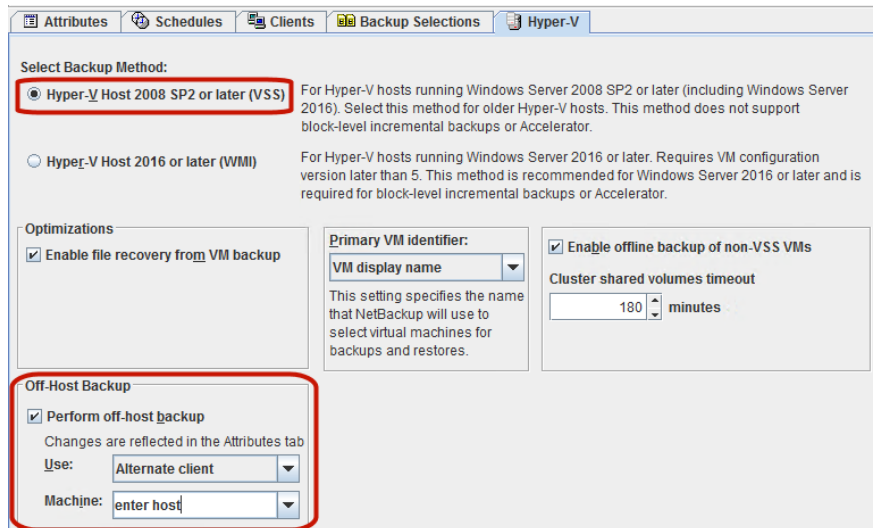 Attributes
Schedules
Clients
Backup Selections
Hyper-V
Select Backup Method:
Hyper-V Host 2008 SP2 or later (VSS)
For Hyper-V hosts running Windows Server 2008 SP2 or later (including Windows Server
2016). Select this method for older Hyper-V hosts. This method does not support
block-level incremental backups or Accelerator.
Hyper-V Host 2016 or later (WMI)
For Hyper-V hosts running Windows Server 2016 or later. Requires VM configuration
version later than 5. This method is recommended for Windows Server 2016 or later and is
required for block-level incremental backups or Accelerator.
Optimizations
Enable file recovery from VM backup
Primary VM identifier:
VM display name
This setting specifies the name
that NetBackup will use to
select virtual machines for
backups and restores.
Enable offline backup of non-VSS VMs
Cluster shared volumes timeout
180 minutes
Off-Host Backup
Perform off-host backup
Changes are reflected in the Attributes tab
Use: Alternate client
Machine: enter host